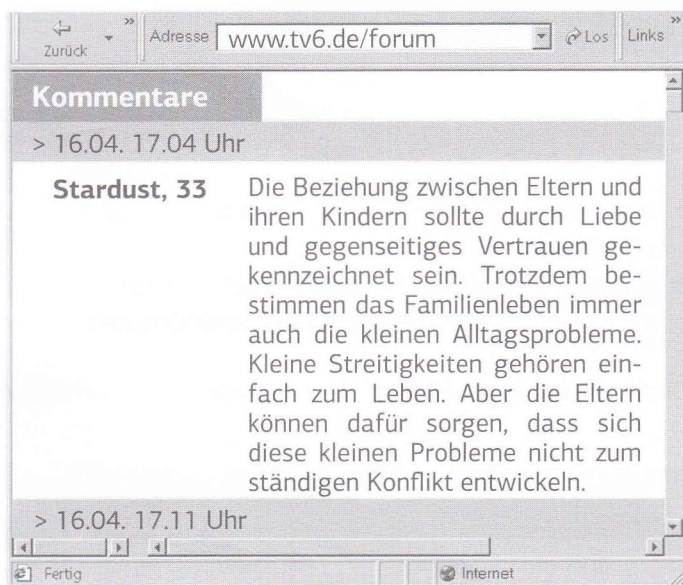 » »
Zurück Adresse www.tv6.de/forum Los Links
Kommentare
> 16.04. 17.04 Uhr
Stardust, 33 Die Beziehung zwischen Eltern und
ihren Kindern sollte durch Liebe
und gegenseitiges Vertrauen ge-
kennzeichnet sein. Trotzdem be-
stimmen das Familienleben immer
auch die kleinen Alltagsprobleme.
Kleine Streitigkeiten gehören ein-
fach zum Leben. Aber die Eltern
können dafür sorgen, dass sich
diese kleinen Probleme nicht zum
ständigen Konflikt entwickeln.
> 16.04. 17.11 Uhr
Fertig Internet